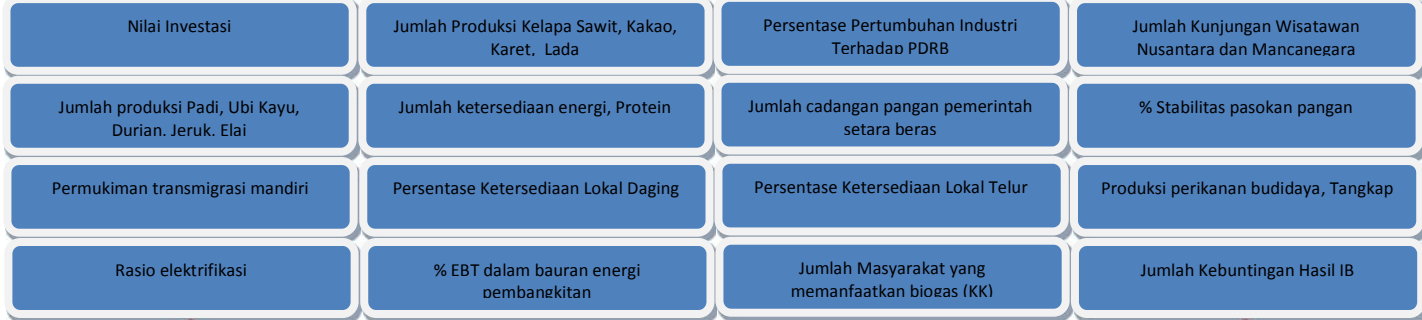 Nilai Investasi
Jumlah Produksi Kelapa Sawit, Kakao,
Karet, Lada
Persentase Pertumbuhan Industri
Terhadap PDRB
Jumlah Kunjungan Wisatawan
Nusantara dan Mancanegara
Jumlah produksi Padi, Ubi Kayu,
Durian, Jeruk, Elai
Jumlah ketersediaan energi, Protein
Jumlah cadangan pangan pemerintah
setara beras
% Stabilitas pasokan pangan
Permukiman transmigrasi mandiri
Persentase Ketersediaan Lokal Daging
Persentase Ketersediaan Lokal Telur
Produksi perikanan budidaya, Tangkap
Rasio elektrifikasi
% EBT dalam bauran energi
pembangkitan
Jumlah Masyarakat yang
memanfaatkan biogas (KK)
Jumlah Kebuntingan Hasil IB